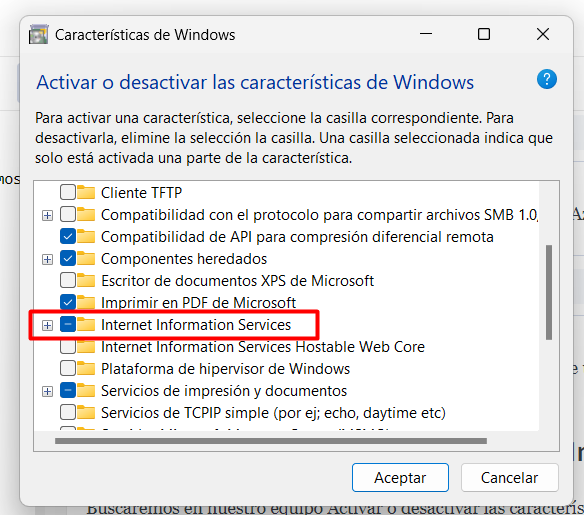 Características de Windows
Activar o desactivar las características de Windows
Para activar una característica, seleccione la casilla correspondiente. Para
desactivarla, elimine la selección la casilla. Una casilla seleccionada indica que
solo está activada una parte de la característica.
Cliente TFTP
Compatibilidad con el protocolo para compartir archivos SMB 1.0,
Compatibilidad de API para compresión diferencial remota
Componentes heredados
Escritor de documentos XPS de Microsoft
Imprimir en PDF de Microsoft
Internet Information Services
Internet Information Services Hostable Web Core
Plataforma de hipervisor de Windows
Servicios de impresión y documentos
Servicios de TCPIP simple (por ej; echo, daytime etc)
Aceptar
Cancelar
Buscaremos en nuestro equipo Activar o desactivar las caracterís